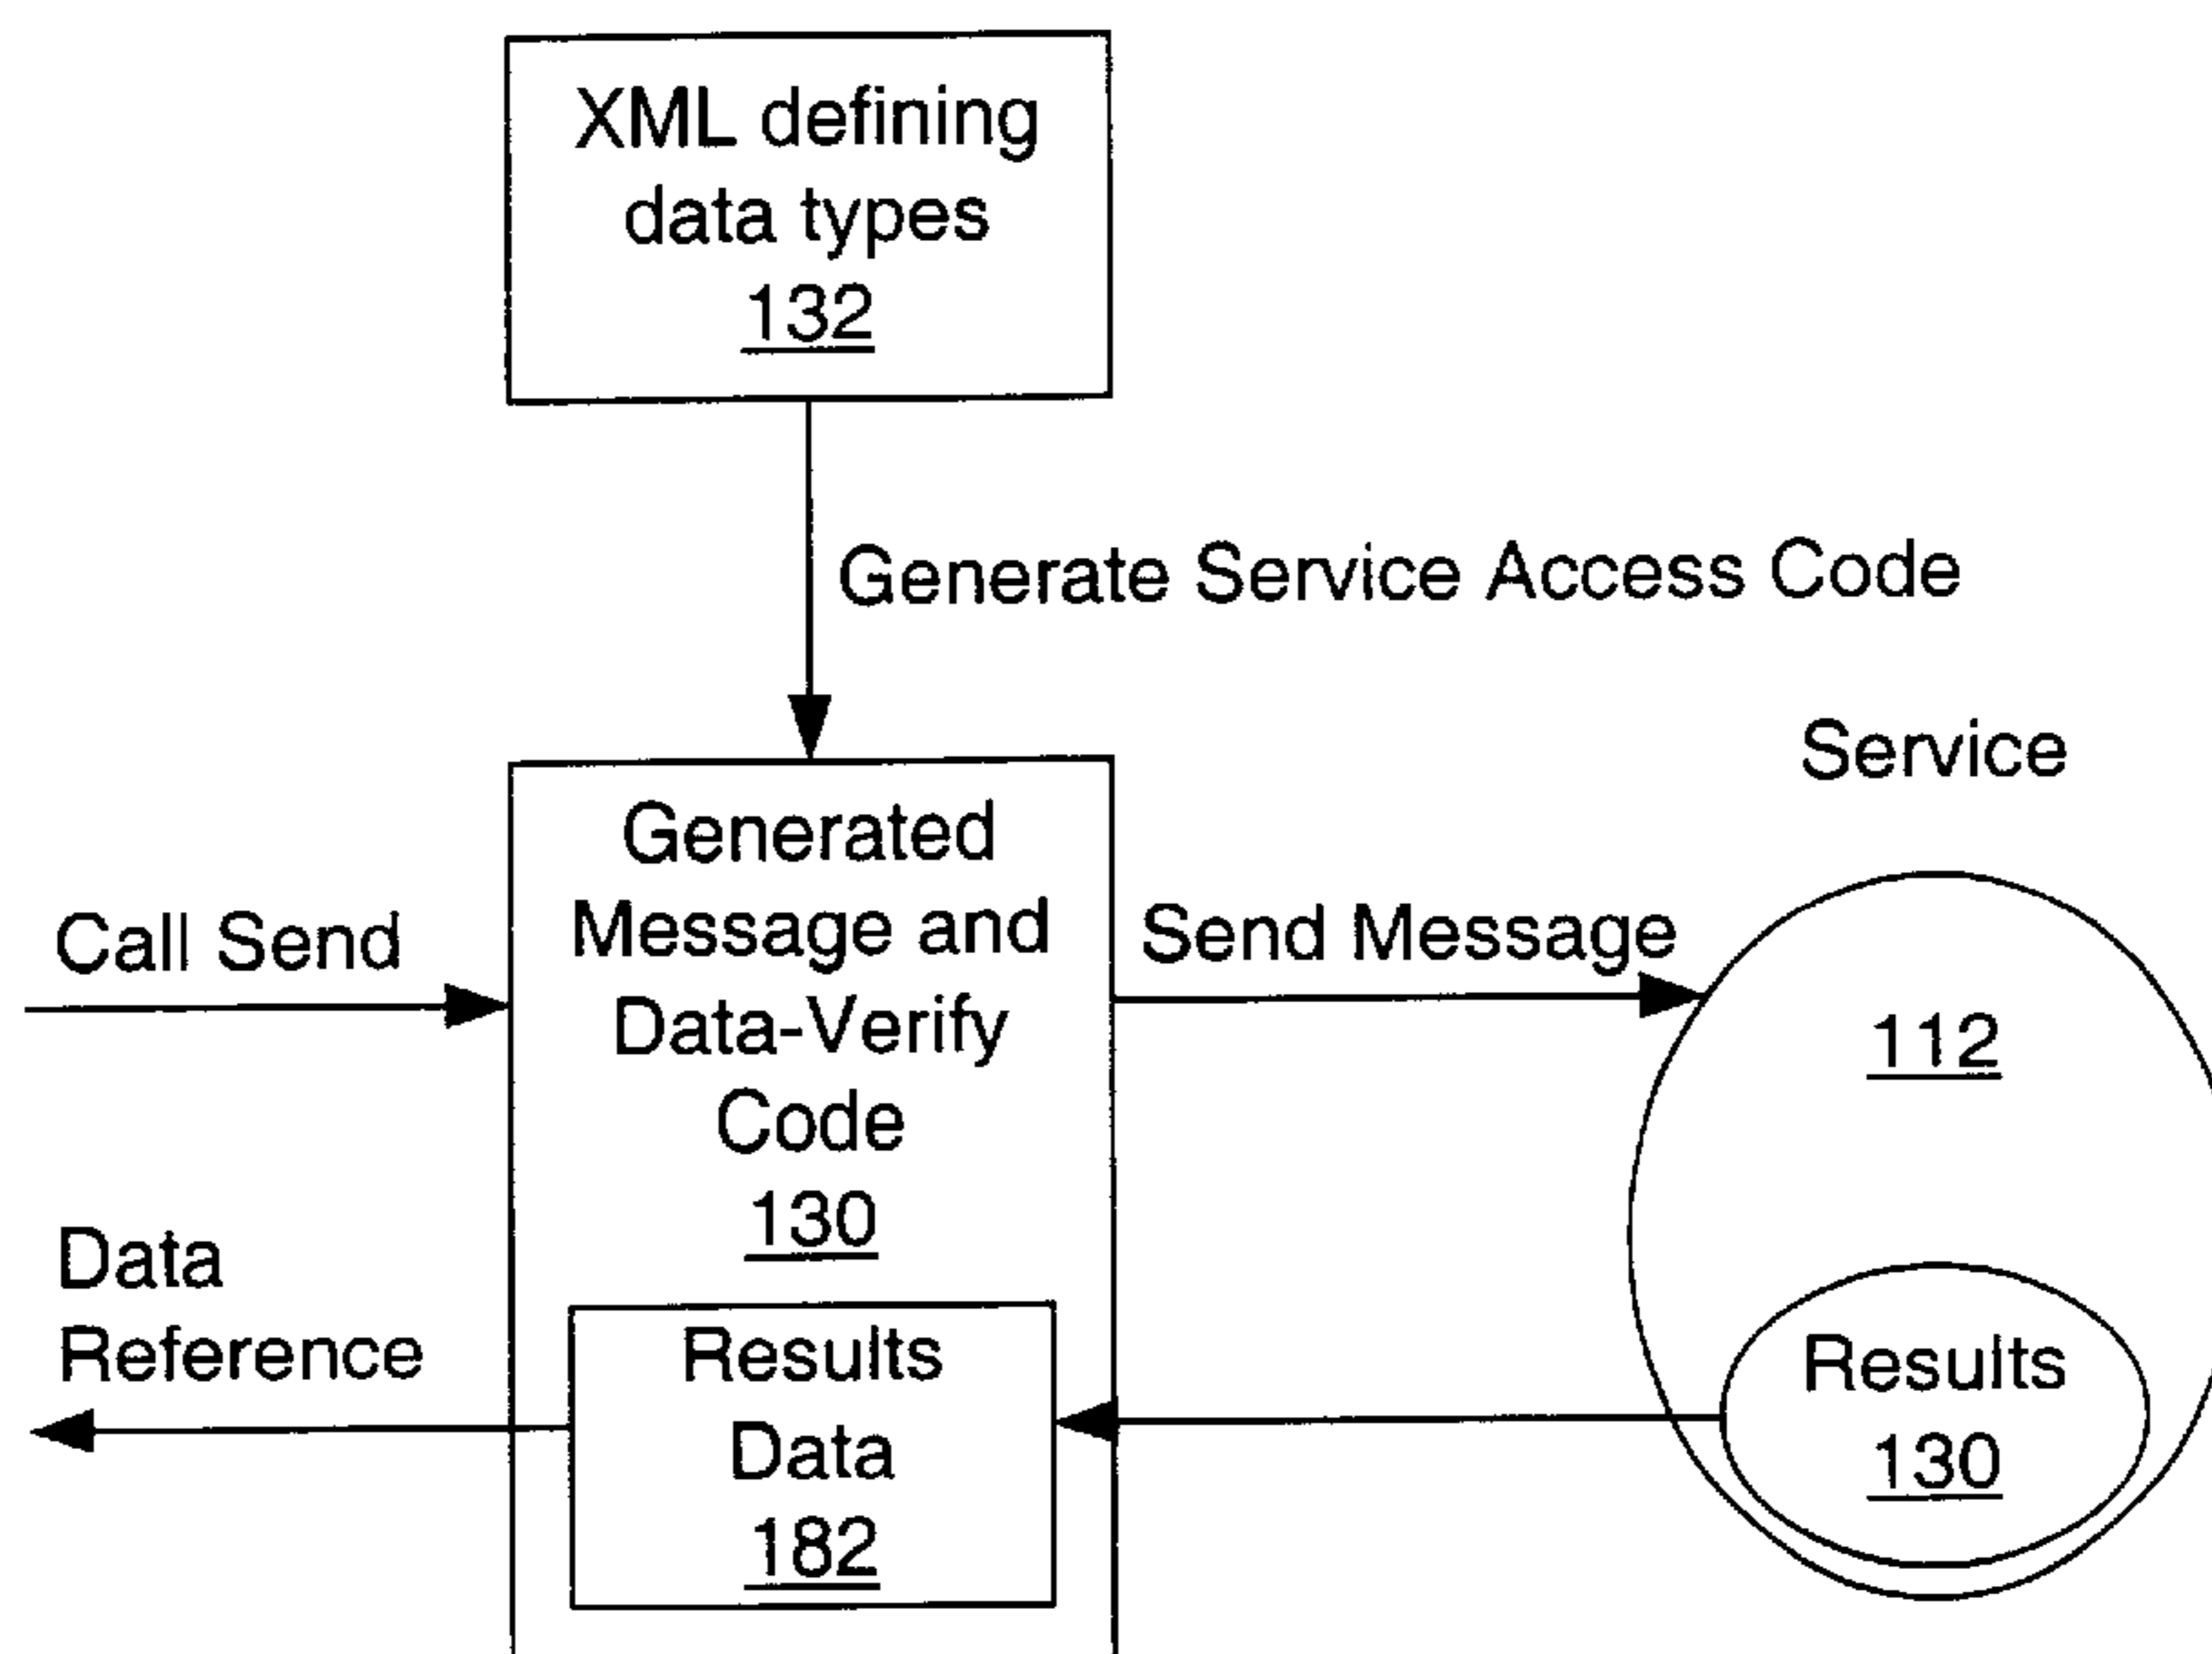 XML defining
data types
132
Generate Service Access Code
Service
Generated
Message and
Data-Verify
Code
130
Call Send
Send Message
112
Data
Reference
Results
Data
182
Results
130